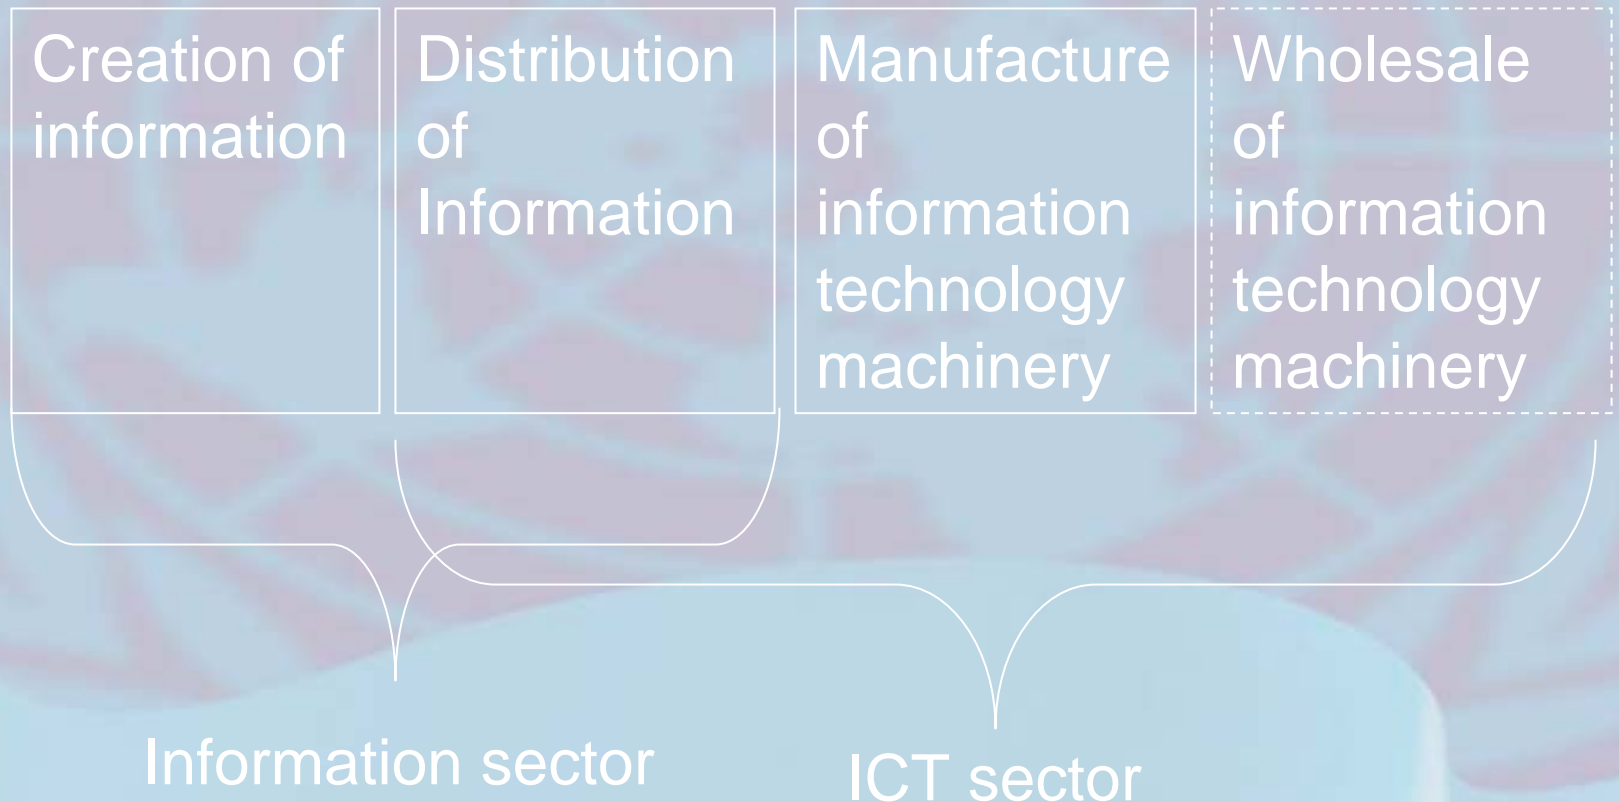 Creation of
information
Distribution
of
Information
Manufacture
of
information
technology
machinery
Wholesale
of
information
technology
machinery
Information sector
ICT sector